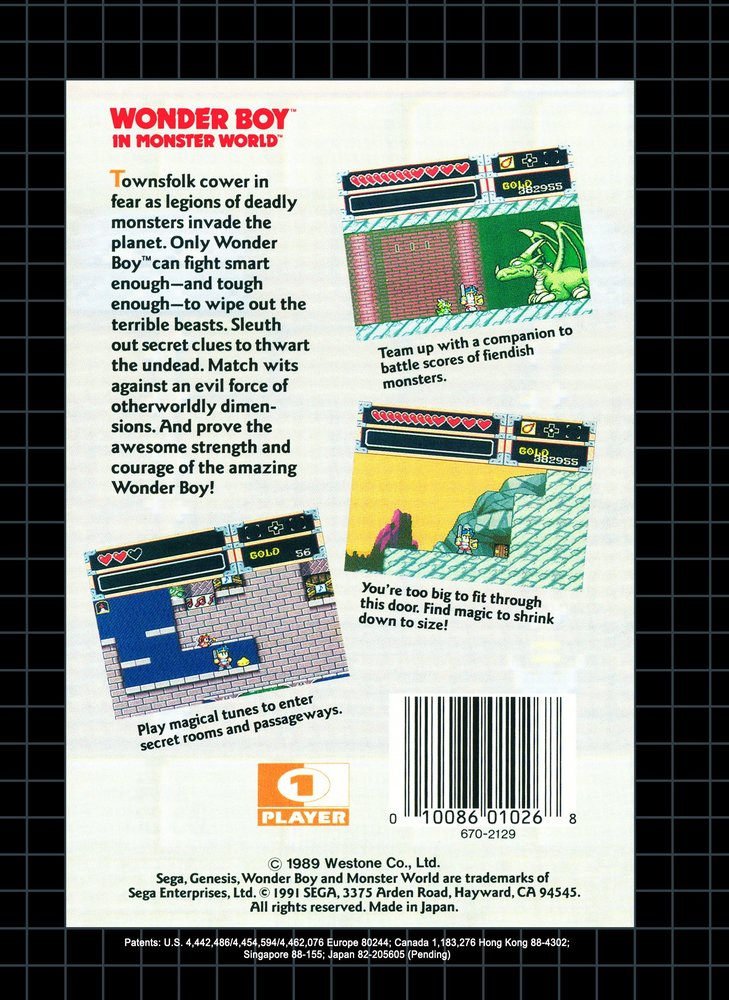 WONDER BOY™
IN MONSTER WORLD™
Townsfolk cower in
fear as legions of deadly
monsters invade the
planet. Only Wonder
Boy™ can fight smart
enough—and tough
enough—to wipe out the
terrible beasts. Sleuth
out secret clues to thwart
the undead. Match wits
against an evil force of
otherworldly dimen-
sions. And prove the
awesome strength and
courage of the amazing
Wonder Boy!
GOLD
382955
Team up with a companion to
battle scores of fiendish
monsters.
GOLD
382955
You're too big to fit through
this door. Find magic to shrink
down to size!
GOLD 56
Play magical tunes to enter
secret rooms and passageways.
1
PLAYER
0 10086 01026 8
670-2129
© 1989 Westone Co., Ltd.
Sega, Genesis, Wonder Boy and Monster World are trademarks of
Sega Enterprises, Ltd. © 1991 SEGA, 3375 Arden Road, Hayward, CA 94545.
All rights reserved. Made in Japan.
Patents: U.S. 4,442,486/4,454,594/4,462,076 Europe 80244; Canada 1,183,276 Hong Kong 88-4302;
Singapore 88-155; Japan 82-205605 (Pending)